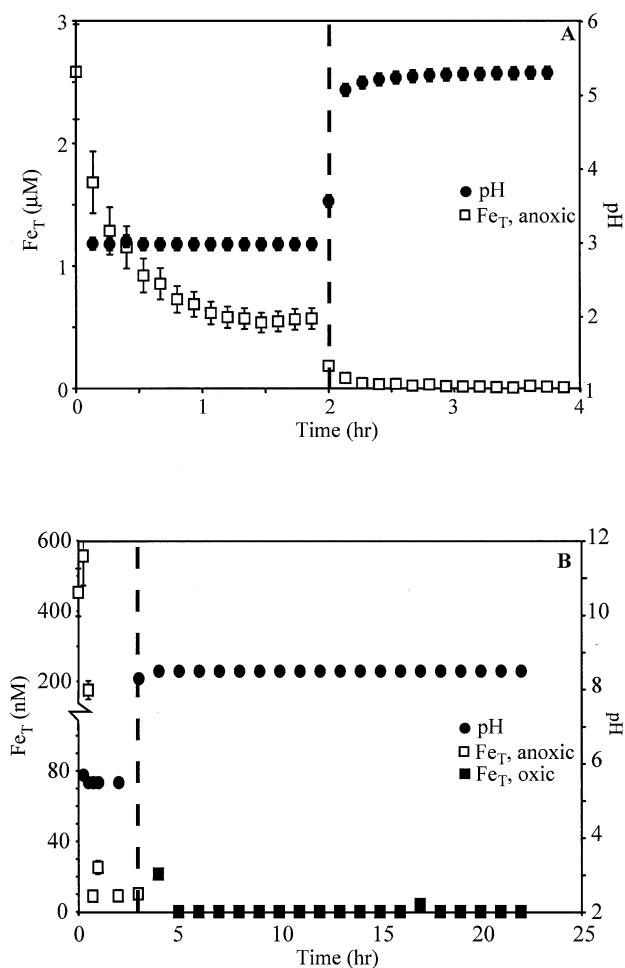 A
3
2
1
0
Fe_T (μM)
6
5
4
3
2
1
pH
pH
Fe_T, anoxic
0 1 2 3 4
Time (hr)
B
600
400
200
80
40
0
Fe_T (nM)
12
10
8
6
4
2
pH
pH
Fe_T, anoxic
Fe_T, oxic
0 5 10 15 20 25
Time (hr)